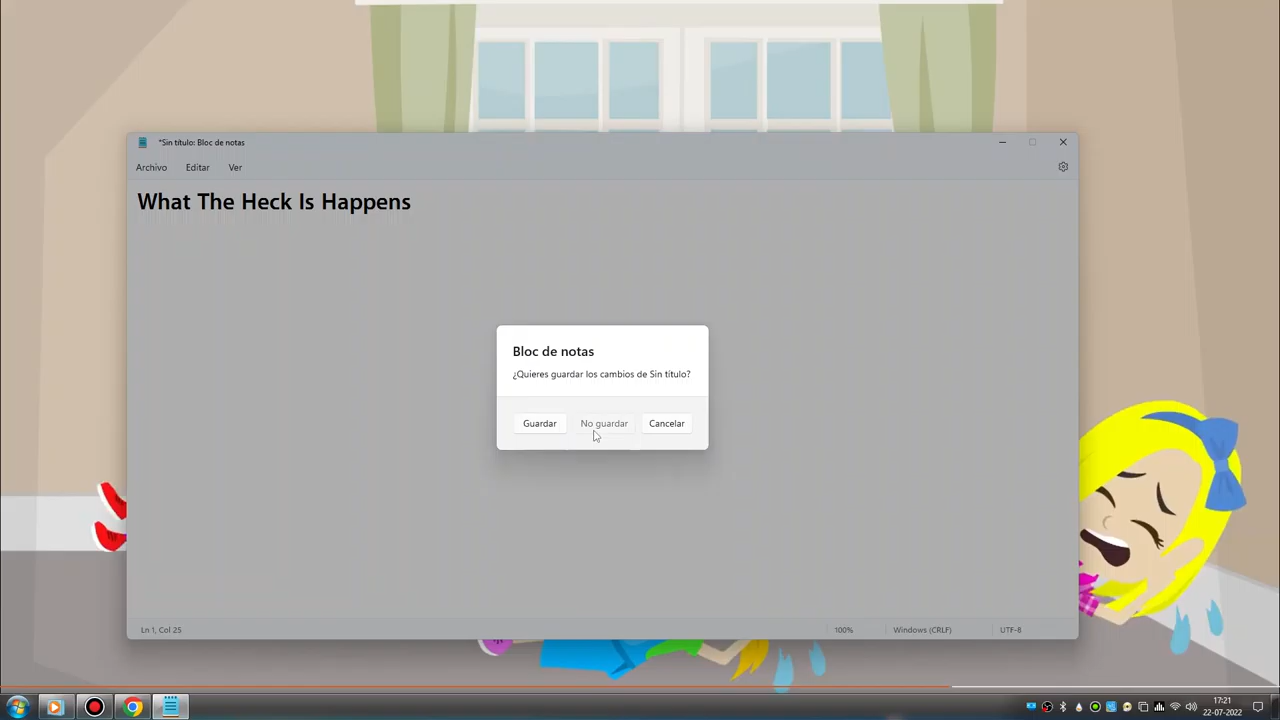 *Sin título: Bloc de notas
Archivo Editar Ver
What The Heck Is Happens
Bloc de notas
¿Quieres guardar los cambios de Sin título?
Guardar No guardar Cancelar
Ln 1, Col 25 100% Windows (CRLF) UTF-8
17:21
22-07-2022